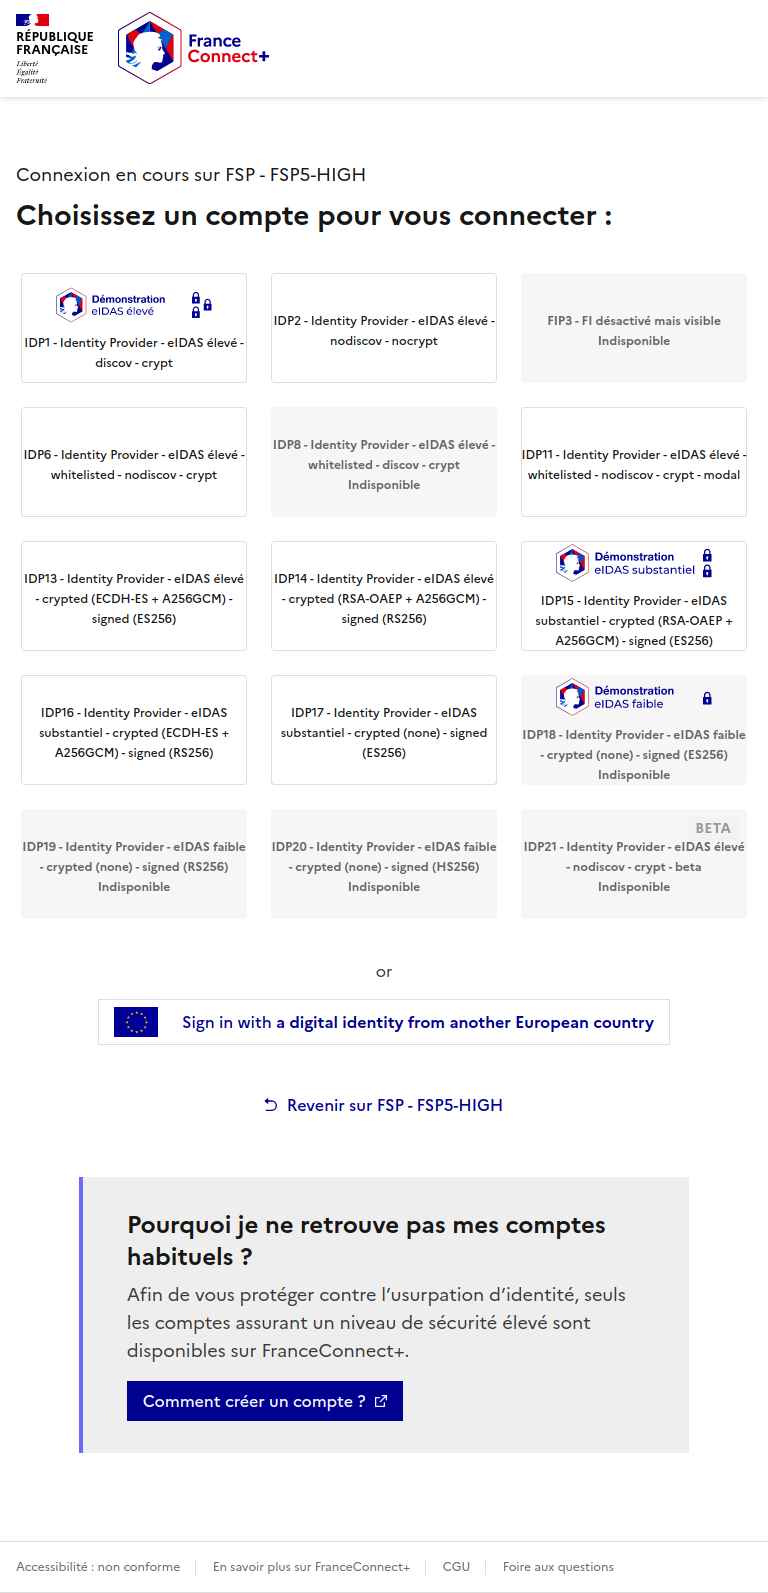 RÉPUBLIQUE
FRANÇAISE
Liberté
Égalité
Fraternité
France
Connect+
Connexion en cours sur FSP - FSP5-HIGH
Choisissez un compte pour vous connecter :
Démonstration
eIDAS élevé
IDP1 - Identity Provider - eIDAS élevé -
discov - crypt
IDP2 - Identity Provider - eIDAS élevé -
nodiscov - nocrypt
FIP3 - FI désactivé mais visible
Indisponible
IDP6 - Identity Provider - eIDAS élevé -
whitelisted - nodiscov - crypt
IDP8 - Identity Provider - eIDAS élevé -
whitelisted - discov - crypt
Indisponible
IDP11 - Identity Provider - eIDAS élevé -
whitelisted - nodiscov - crypt - modal
IDP13 - Identity Provider - eIDAS élevé
- crypted (ECDH-ES + A256GCM) -
signed (ES256)
IDP14 - Identity Provider - eIDAS élevé
- crypted (RSA-OAEP + A256GCM) -
signed (RS256)
Démonstration
eIDAS substantiel
IDP15 - Identity Provider - eIDAS
substantiel - crypted (RSA-OAEP +
A256GCM) - signed (ES256)
IDP16 - Identity Provider - eIDAS
substantiel - crypted (ECDH-ES +
A256GCM) - signed (RS256)
IDP17 - Identity Provider - eIDAS
substantiel - crypted (none) - signed
(ES256)
Démonstration
eIDAS faible
IDP18 - Identity Provider - eIDAS faible
- crypted (none) - signed (ES256)
Indisponible
IDP19 - Identity Provider - eIDAS faible
- crypted (none) - signed (RS256)
Indisponible
IDP20 - Identity Provider - eIDAS faible
- crypted (none) - signed (HS256)
Indisponible
BETA
IDP21 - Identity Provider - eIDAS élevé
- nodiscov - crypt - beta
Indisponible
or
Sign in with a digital identity from another European country
Revenir sur FSP - FSP5-HIGH
Pourquoi je ne retrouve pas mes comptes
habituels ?
Afin de vous protéger contre l’usurpation d’identité, seuls
les comptes assurant un niveau de sécurité élevé sont
disponibles sur FranceConnect+.
Comment créer un compte ?
Accessibilité : non conforme
En savoir plus sur FranceConnect+
CGU
Foire aux questions